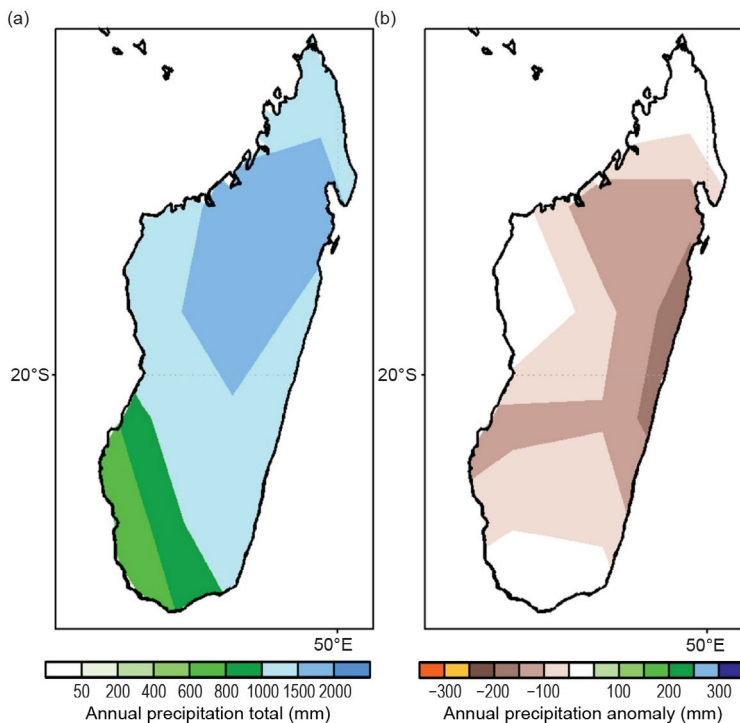 (a)
(b)
20°S
20°S
50°E
50°E
50 200 400 600 800 1000 1500 2000
Annual precipitation total (mm)
−300 −200 −100 100 200 300
Annual precipitation anomaly (mm)